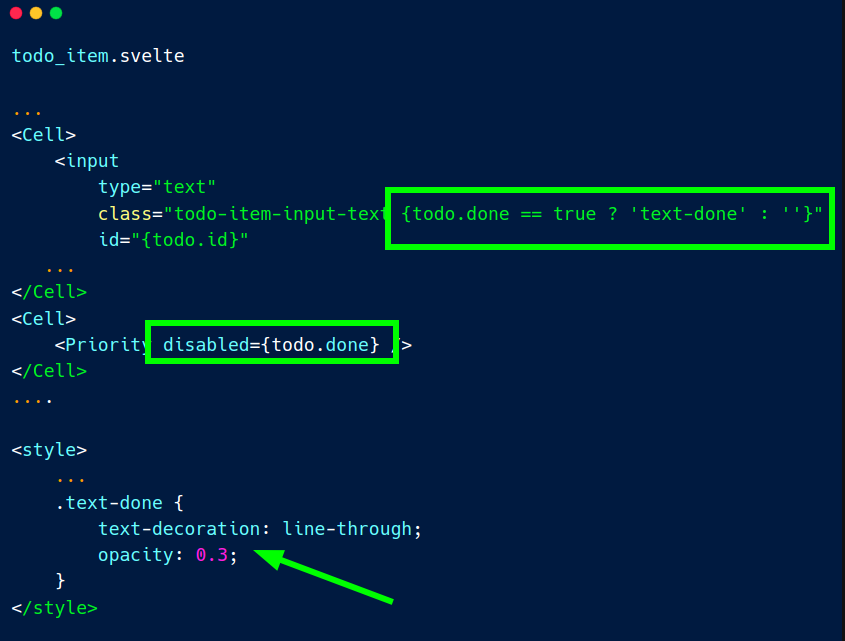 todo_item.svelte
...
<Cell>
<input
type="text"
class="todo-item-input-text {todo.done == true ? 'text-done' : ''}"
id="{todo.id}"
...
</Cell>
<Cell>
<Priority disabled={todo.done} />
</Cell>
....
<style>
...
.text-done {
text-decoration: line-through;
opacity: 0.3;
}
</style>